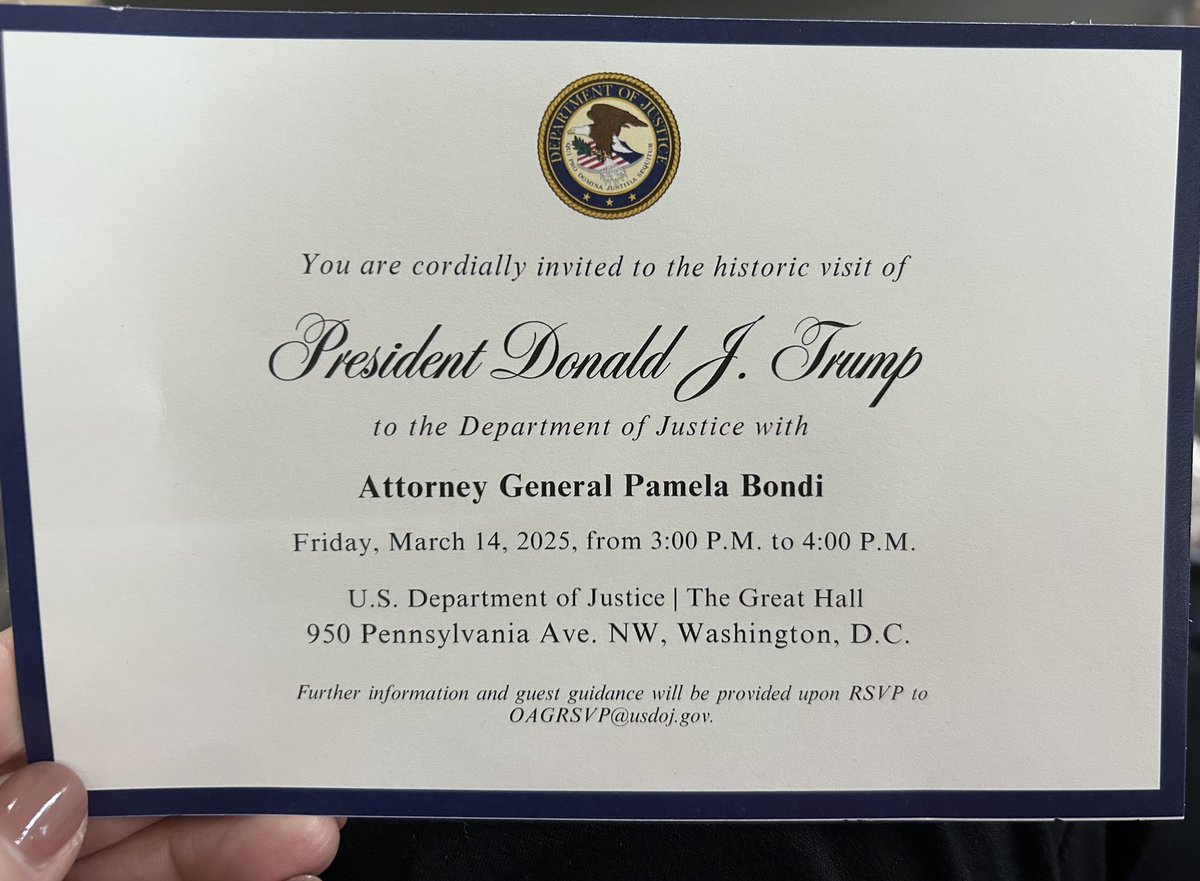 DEPARTMENT OF JUSTICE
QUI PRO DOMINA JUSTITIA SEQUITUR
You are cordially invited to the historic visit of
President Donald J. Trump
to the Department of Justice with
Attorney General Pamela Bondi
Friday, March 14, 2025, from 3:00 P.M. to 4:00 P.M.
U.S. Department of Justice | The Great Hall
950 Pennsylvania Ave. NW, Washington, D.C.
Further information and guest guidance will be provided upon RSVP to
OAGRSVP@usdoj.gov.